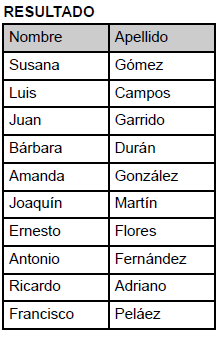 RESULTADO
Nombre Apellido
Susana Gómez
Luis Campos
Juan Garrido
Bárbara Durán
Amanda González
Joaquín Martín
Ernesto Flores
Antonio Fernández
Ricardo Adriano
Francisco Peláez